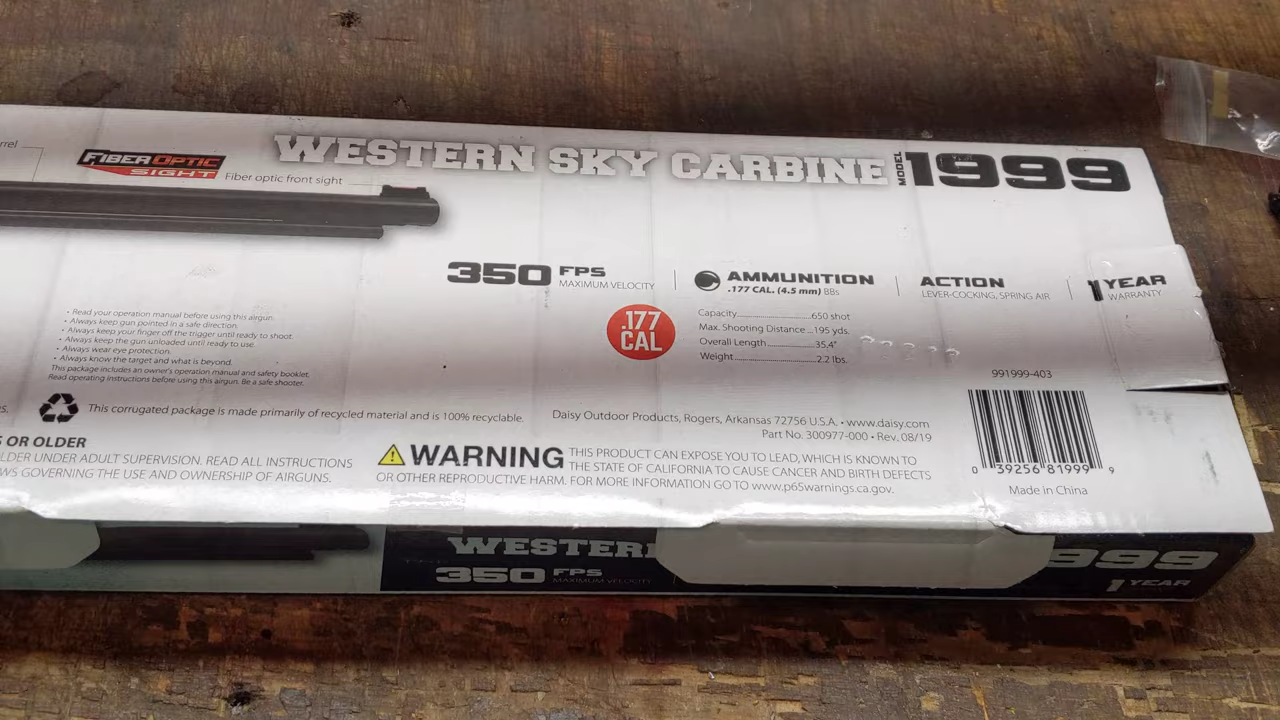 rrel
FIBER OPTIC
SIGHT
Fiber optic front sight
WESTERN SKY CARBINE MODEL 1999
350 FPS
MAXIMUM VELOCITY
AMMUNITION
.177 CAL. (4.5 mm) BBs
ACTION
LEVER-COCKING, SPRING AIR
1 YEAR
WARRANTY
.177
CAL
Capacity..............................650 shot
Max. Shooting Distance...195 yds.
Overall Length...................35.4"
Weight................................2.2 lbs.
• Read your operation manual before using this airgun.
• Always keep gun pointed in a safe direction.
• Always keep your finger off the trigger until ready to shoot.
• Always keep the gun unloaded until ready to use.
• Always wear eye protection.
• Always know the target and what is beyond.
This package includes an owner's operation manual and safety booklet.
Read operating instructions before using this airgun. Be a safe shooter.
991999-403
s.
This corrugated package is made primarily of recycled material and is 100% recyclable.
Daisy Outdoor Products, Rogers, Arkansas 72756 U.S.A. • www.daisy.com
Part No. 300977-000 • Rev. 08/19
OR OLDER
LDER UNDER ADULT SUPERVISION. READ ALL INSTRUCTIONS
WS GOVERNING THE USE AND OWNERSHIP OF AIRGUNS.
WARNING THIS PRODUCT CAN EXPOSE YOU TO LEAD, WHICH IS KNOWN TO
THE STATE OF CALIFORNIA TO CAUSE CANCER AND BIRTH DEFECTS
OR OTHER REPRODUCTIVE HARM. FOR MORE INFORMATION GO TO www.p65warnings.ca.gov.
0 39256 81999 9
Made in China
WESTER
999
350 FPS
MAXIMUM VELOCITY
1 YEAR